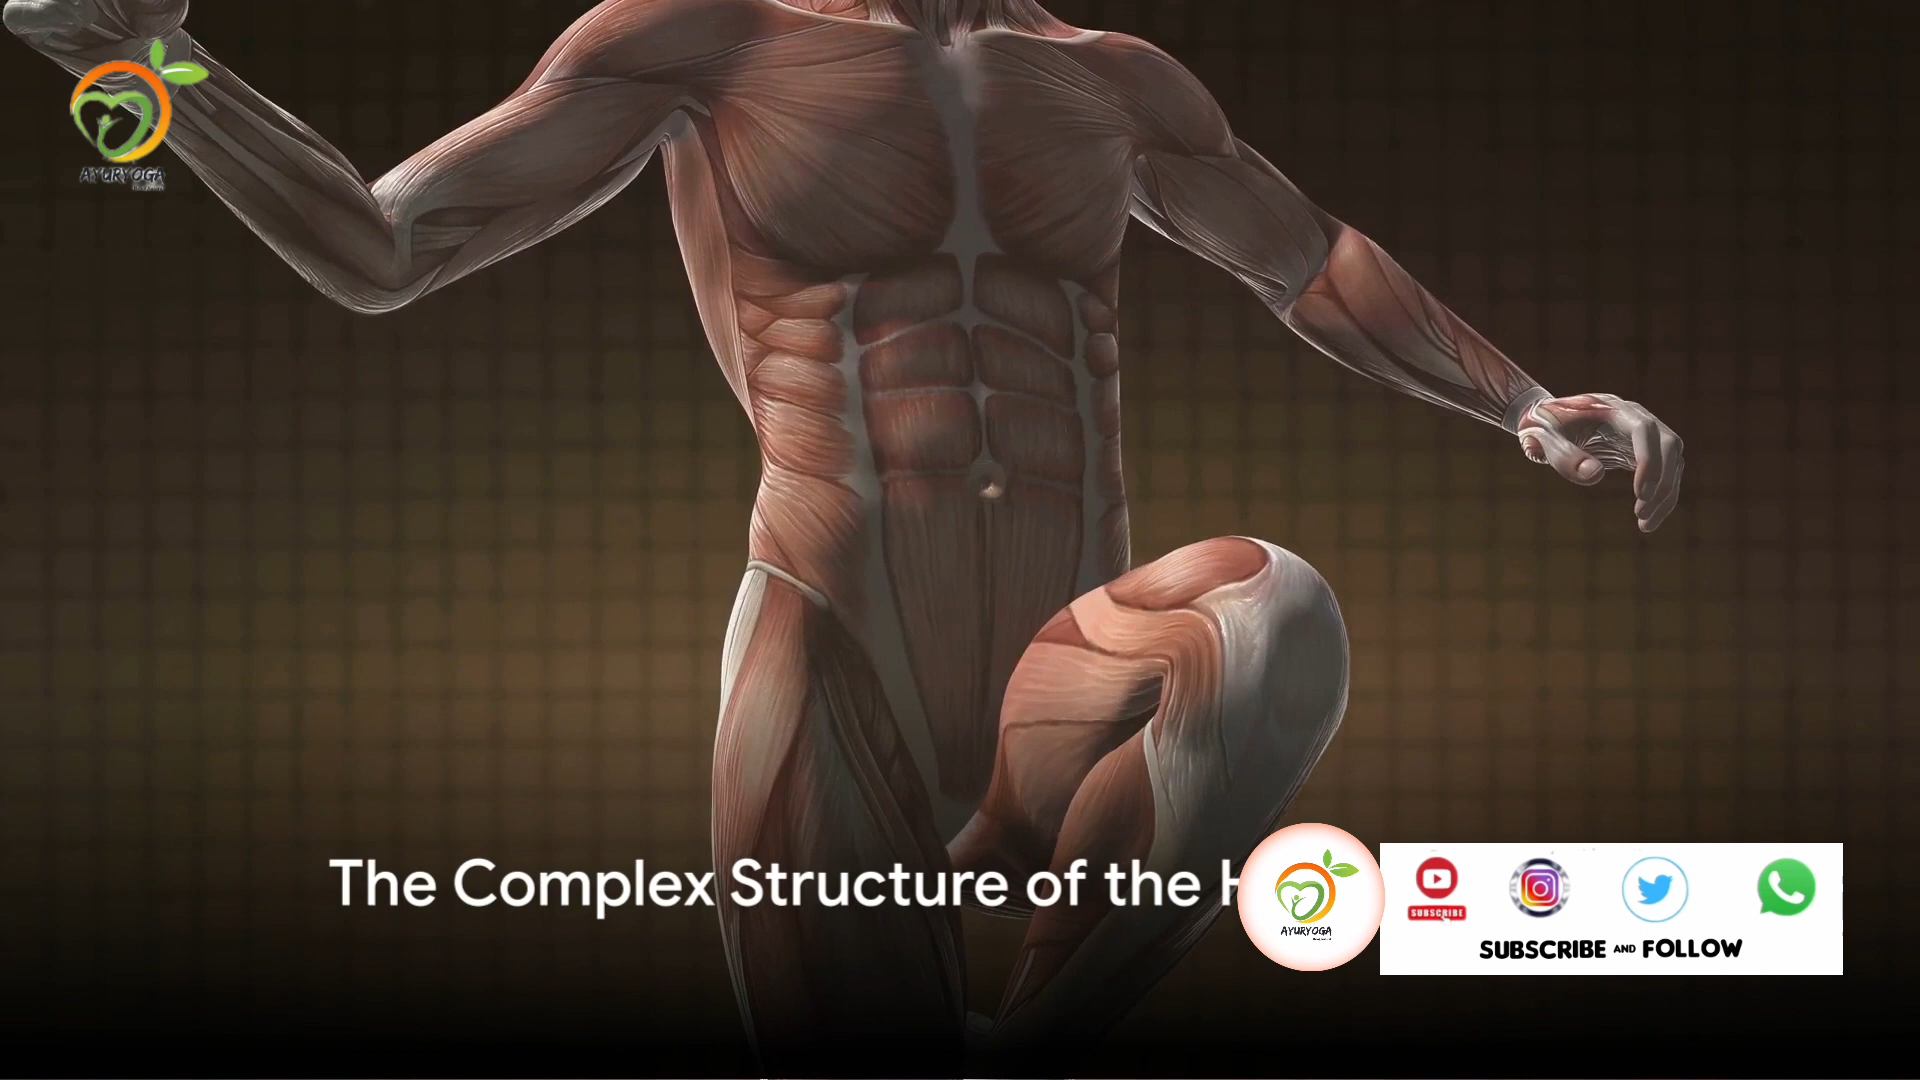 AYURYOGA
The Complex Structure of the H
AYURYOGA
SUBSCRIBE
SUBSCRIBE AND FOLLOW